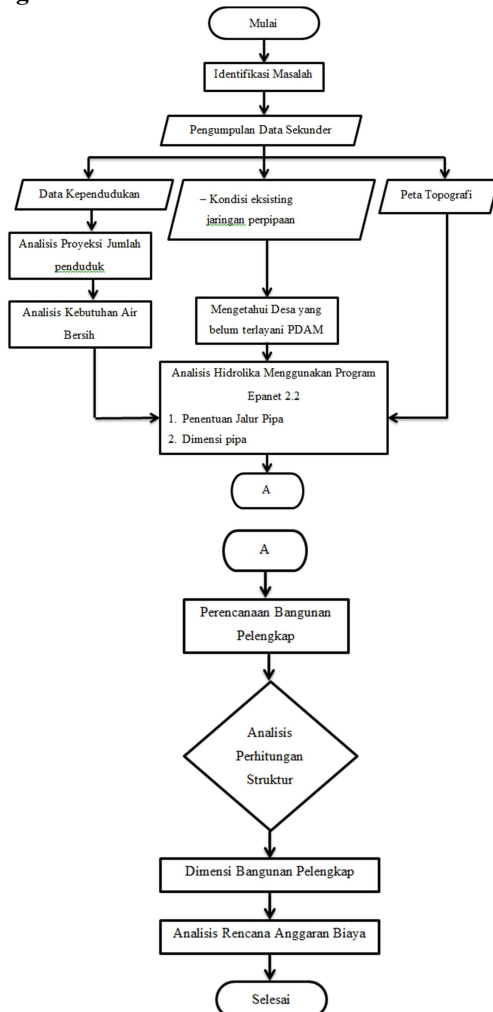 Mulai
Identifikasi Masalah
Pengumpulan Data Sekunder
Data Kependudukan
– Kondisi eksisting
jaringan perpipaan
Peta Topografi
Analisis Proyeksi Jumlah
penduduk
Analisis Kebutuhan Air
Bersih
Mengetahui Desa yang
belum terlayani PDAM
Analisis Hidrolika Menggunakan Program
Epanet 2.2
1. Penentuan Jalur Pipa
2. Dimensi pipa
A
A
Perencanaan Bangunan
Pelengkap
Analisis
Perhitungan
Struktur
Dimensi Bangunan Pelengkap
Analisis Rencana Anggaran Biaya
Selesai